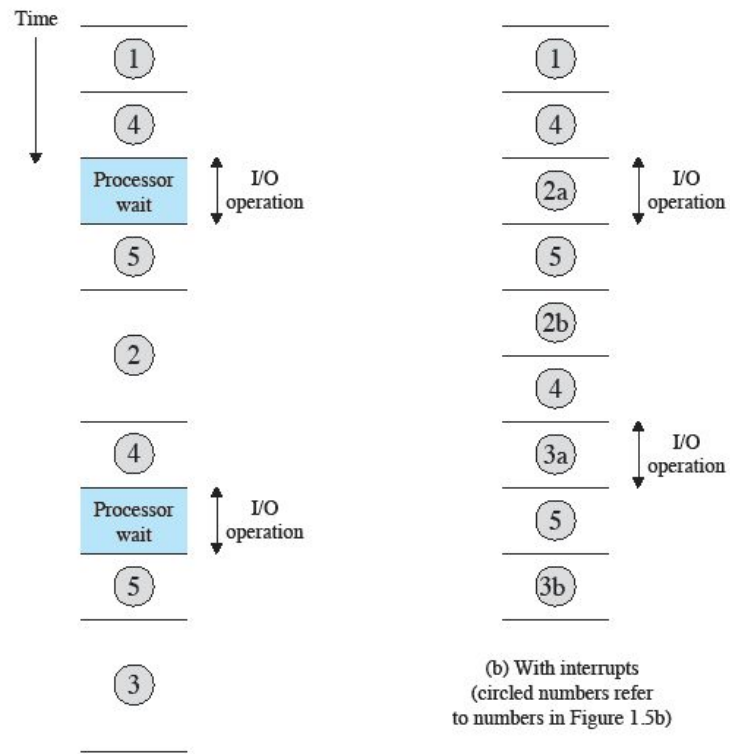 Time
1
4
Processor
wait
I/O
operation
5
2
4
Processor
wait
I/O
operation
5
3
1
4
2a
I/O
operation
5
2b
4
3a
I/O
operation
5
3b
(b) With interrupts
(circled numbers refer
to numbers in Figure 1.5b)